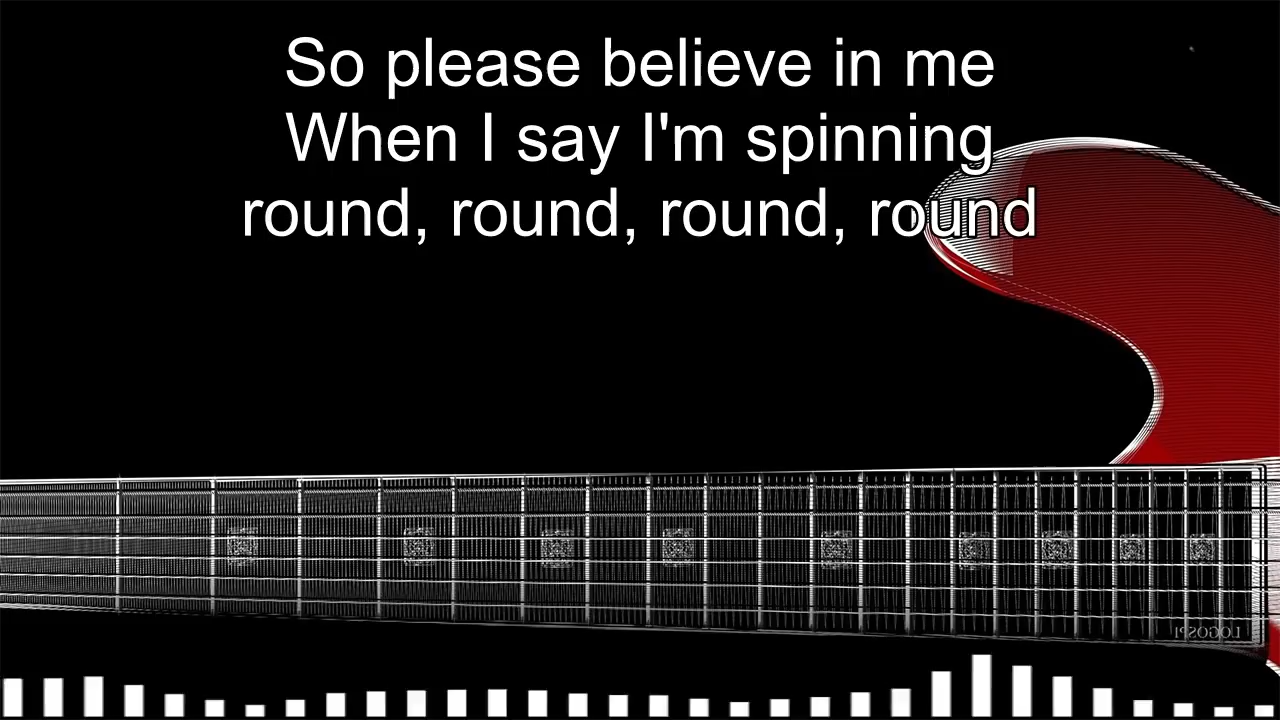 So please believe in me
When I say I'm spinning
round, round, round, round